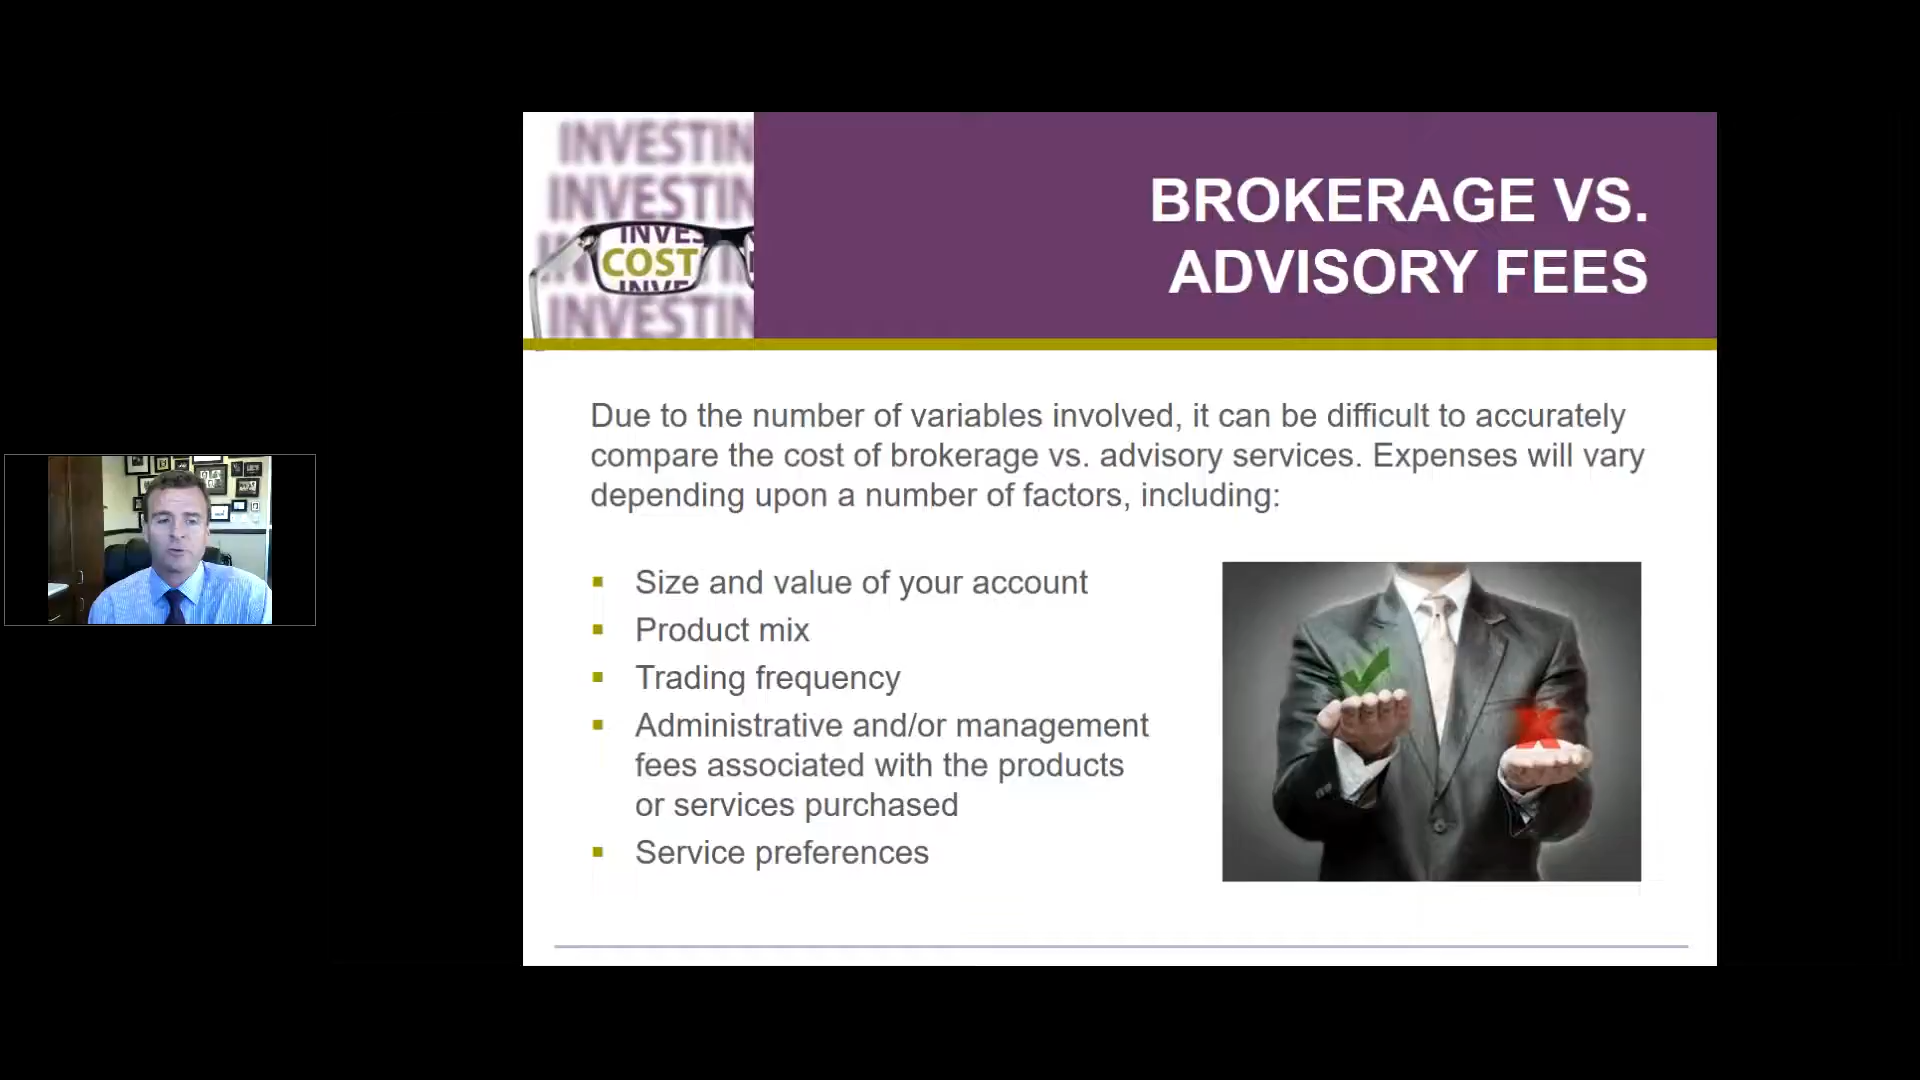 INVESTIN
INVESTIN
INVES
COST
INVE
INVESTIN
BROKERAGE VS.
ADVISORY FEES
Due to the number of variables involved, it can be difficult to accurately
compare the cost of brokerage vs. advisory services. Expenses will vary
depending upon a number of factors, including:
▪ Size and value of your account
▪ Product mix
▪ Trading frequency
▪ Administrative and/or management
fees associated with the products
or services purchased
▪ Service preferences